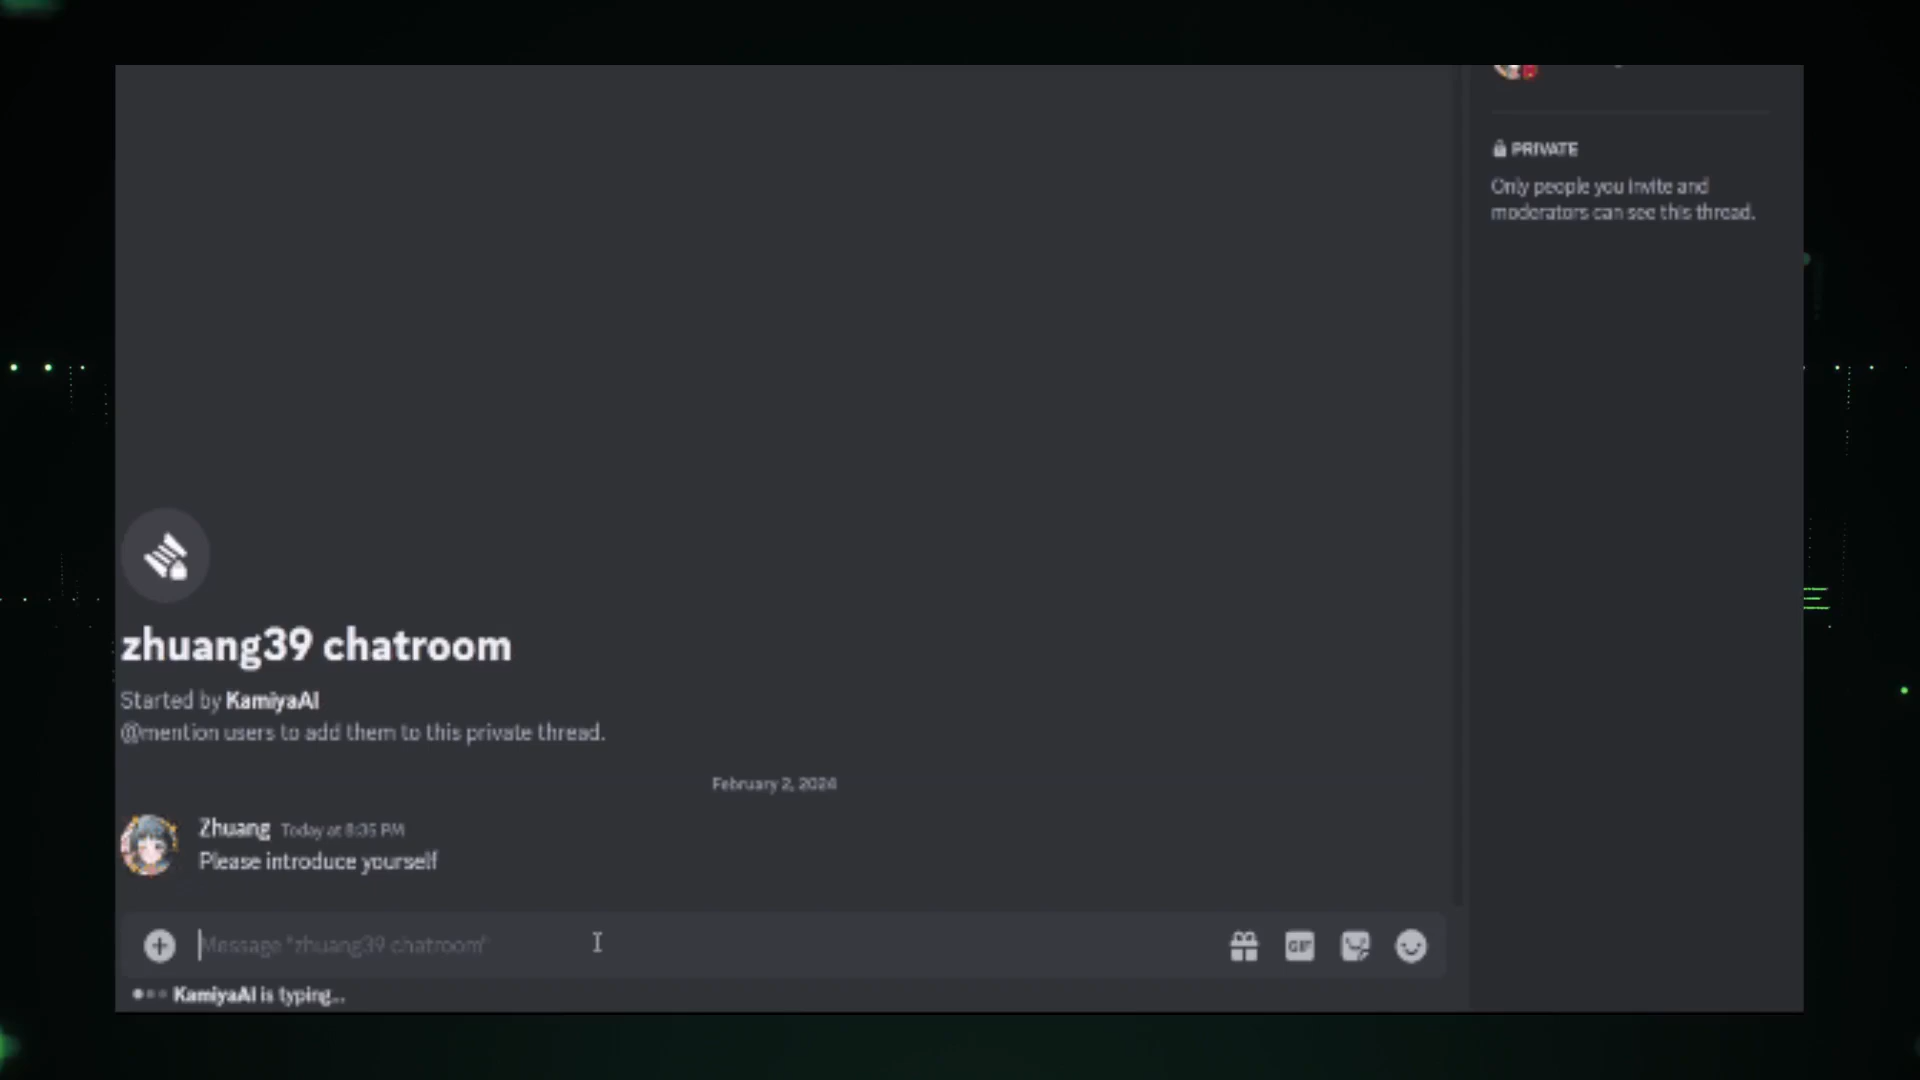 PRIVATE
Only people you invite and
moderators can see this thread.
zhuang39 chatroom
Started by KamiyaAI
@mention users to add them to this private thread.
February 2, 2024
Zhuang Today at 8:35 PM
Please introduce yourself
Message "zhuang39 chatroom"
GIF
KamiyaAI is typing...